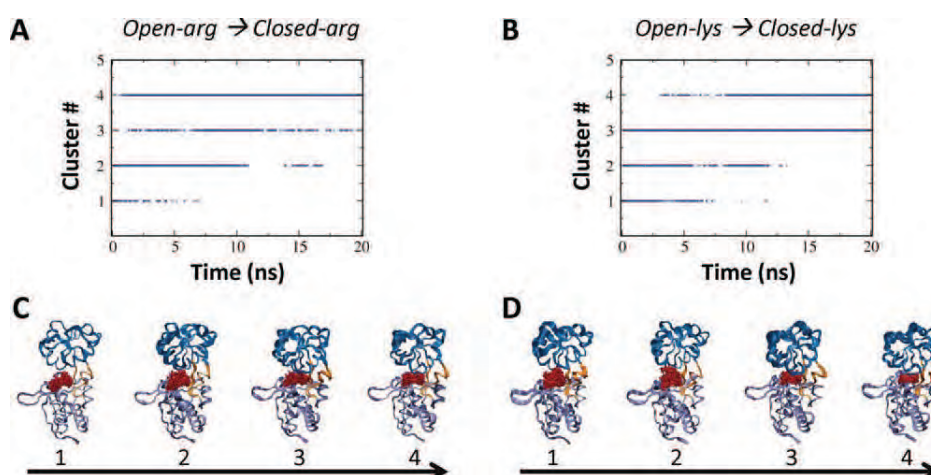 A
Open-arg → Closed-arg
Cluster #
5
4
3
2
1
0
5
10
15
20
Time (ns)
B
Open-lys → Closed-lys
Cluster #
5
4
3
2
1
0
5
10
15
20
Time (ns)
C
1 2 3 4
D
1 2 3 4